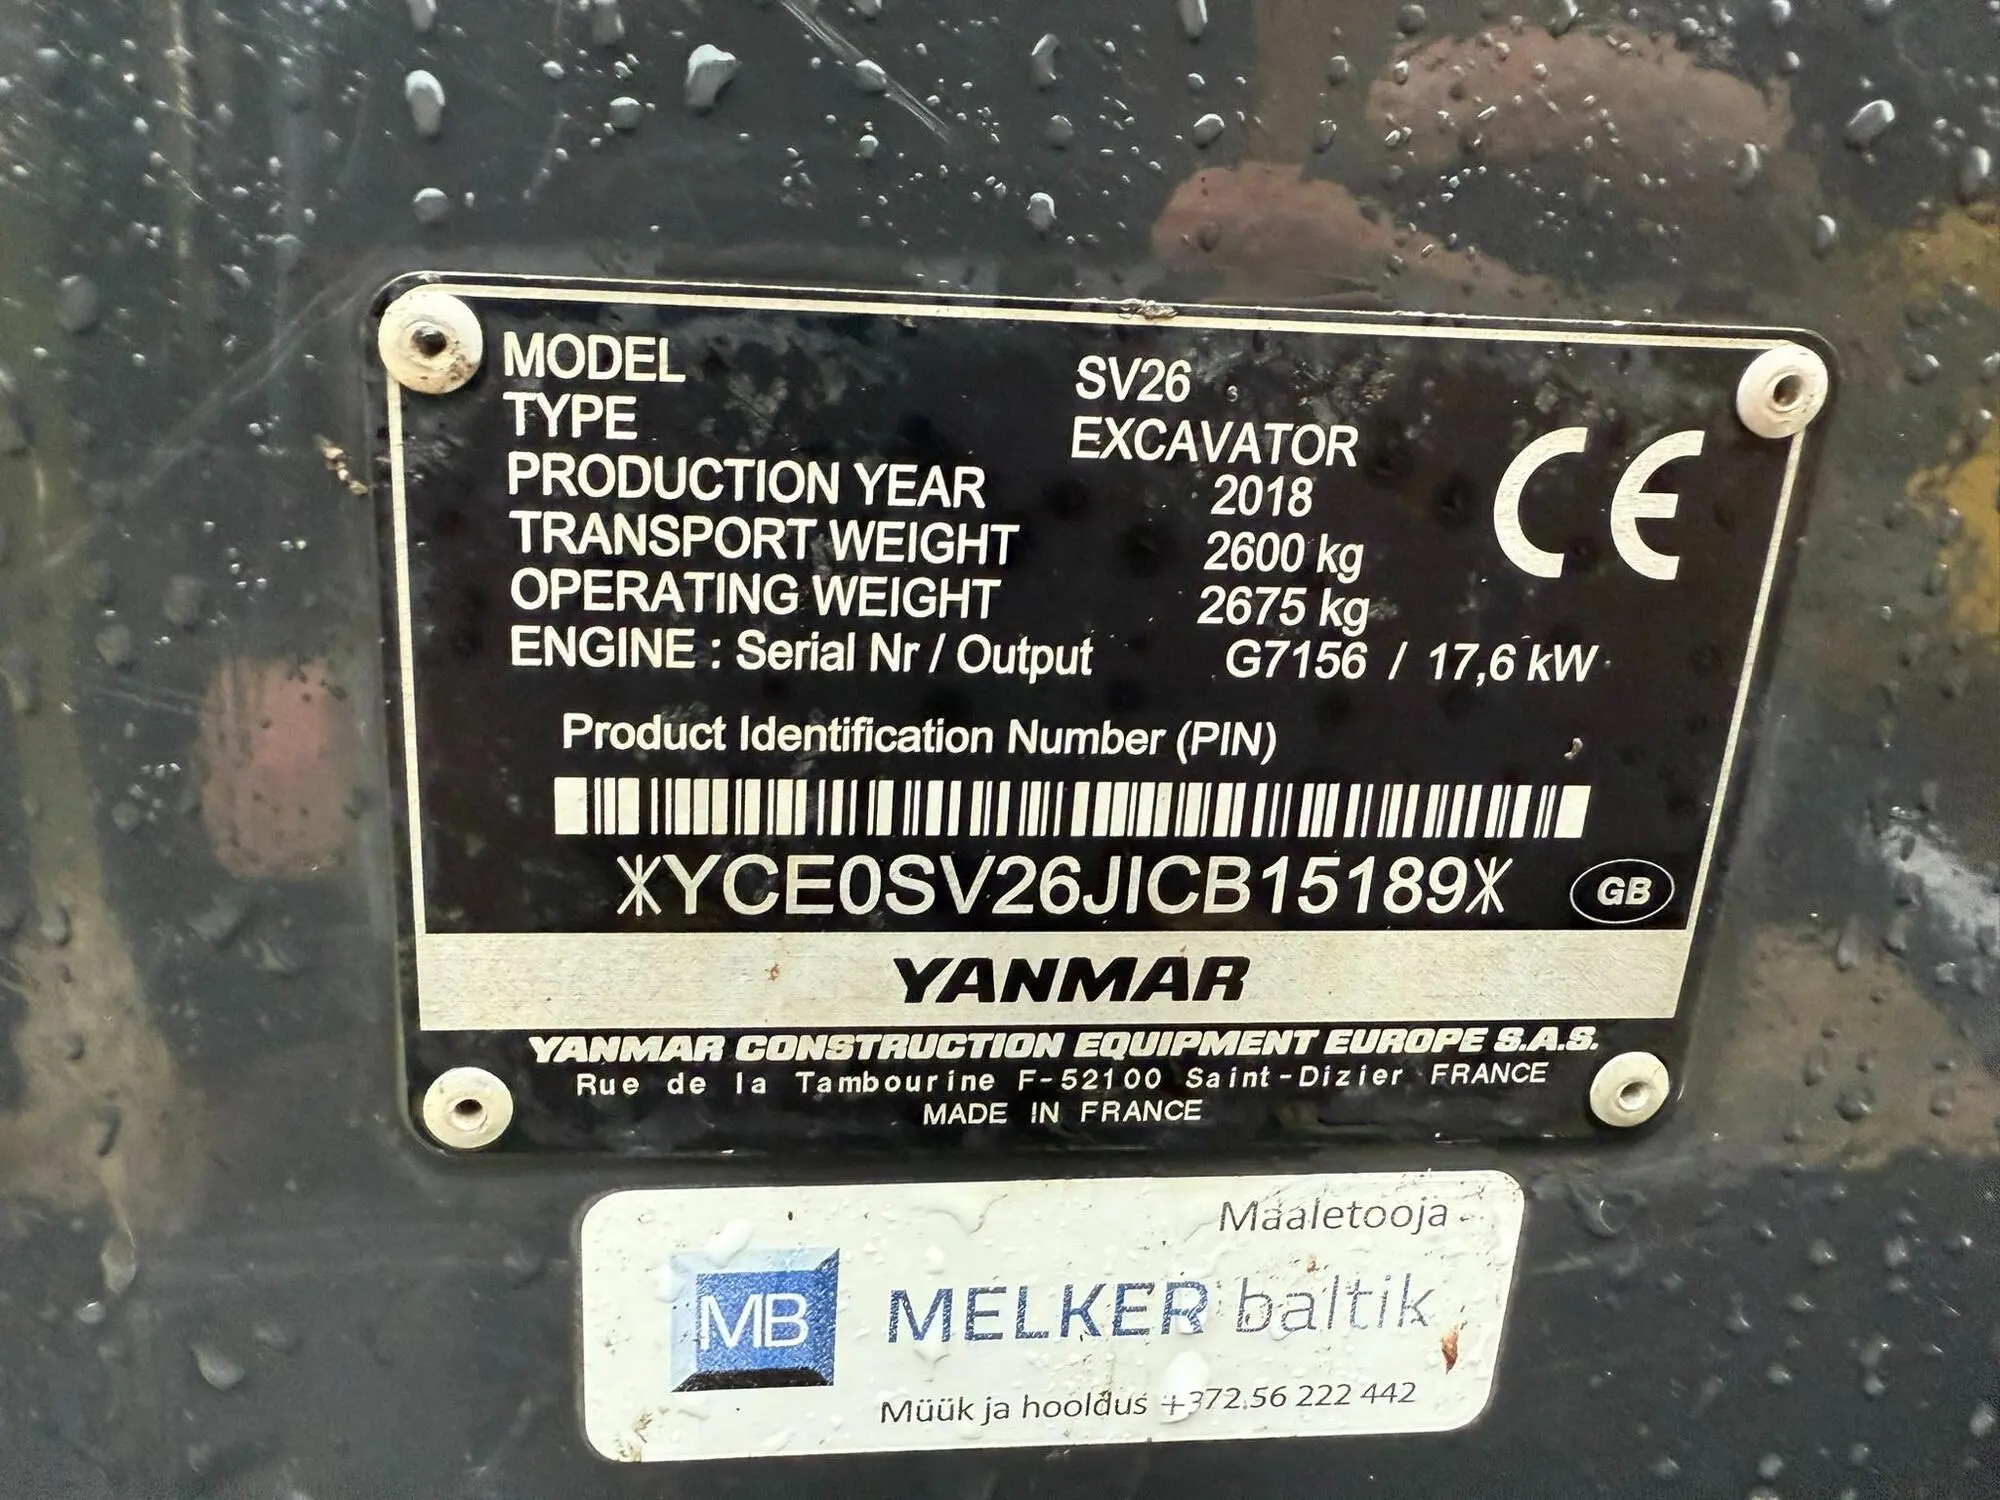 MODEL SV26
TYPE EXCAVATOR
PRODUCTION YEAR 2018
TRANSPORT WEIGHT 2600 kg
OPERATING WEIGHT 2675 kg
ENGINE : Serial Nr / Output G7156 / 17,6 kW
CE
Product Identification Number (PIN)
*YCE0SV26JICB15189*
GB
YANMAR
YANMAR CONSTRUCTION EQUIPMENT EUROPE S.A.S.
Rue de la Tambourine F-52100 Saint-Dizier FRANCE
MADE IN FRANCE
Maaletooja
MB MELKER baltik
Müük ja hooldus +372 56 222 442